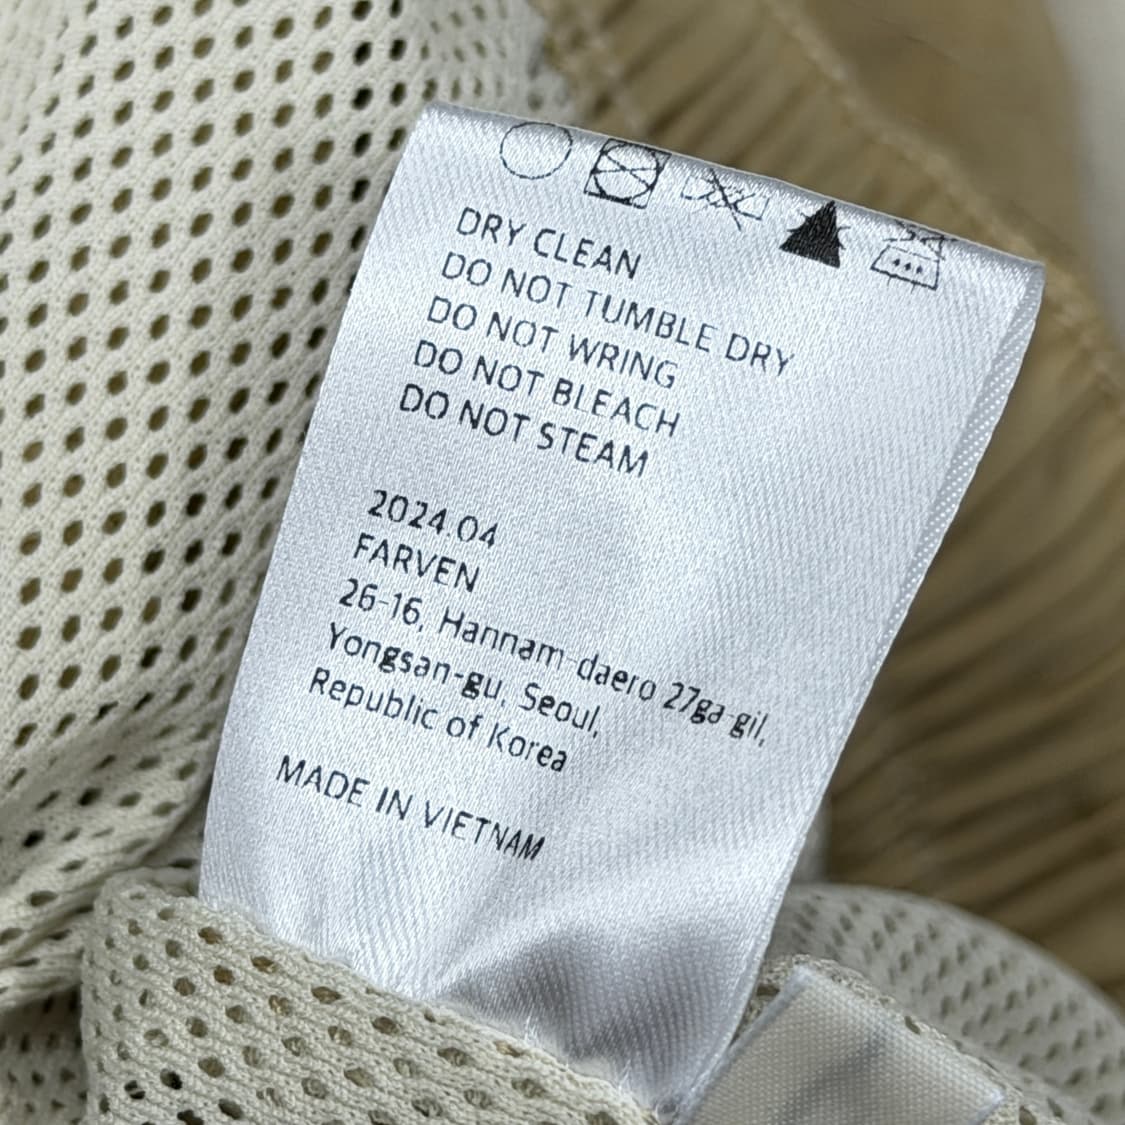 DRY CLEAN
DO NOT TUMBLE DRY
DO NOT WRING
DO NOT BLEACH
DO NOT STEAM
2024.04
FARVEN
26-16, Hannam-daero 27ga-gil,
Yongsan-gu, Seoul,
Republic of Korea
MADE IN VIETNAM